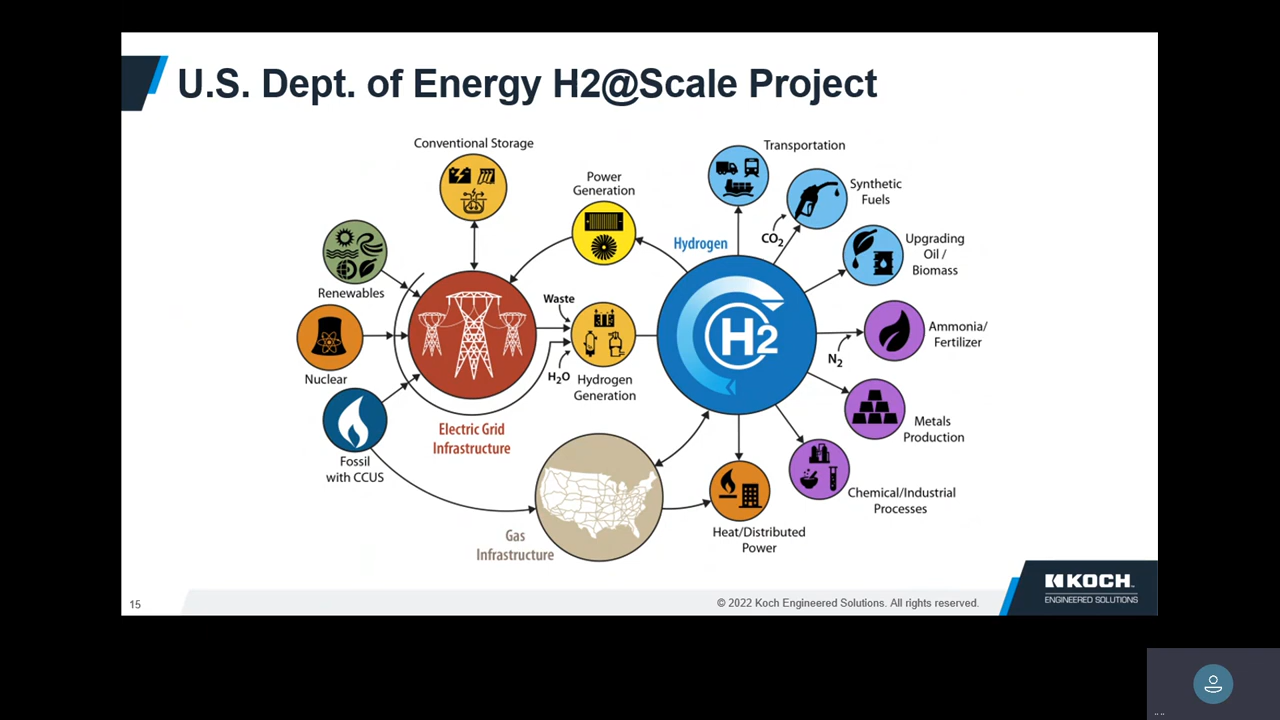 U.S. Dept. of Energy H2@Scale Project
Conventional Storage
Power
Generation
Transportation
Synthetic
Fuels
Hydrogen
CO2
Upgrading
Oil /
Biomass
Renewables
Waste
H2
Ammonia/
Fertilizer
N2
Nuclear
H2O
Hydrogen
Generation
Electric Grid
Infrastructure
Metals
Production
Fossil
with CCUS
Chemical/Industrial
Processes
Gas
Infrastructure
Heat/Distributed
Power
KOCH
ENGINEERED SOLUTIONS
15
© 2022 Koch Engineered Solutions. All rights reserved.